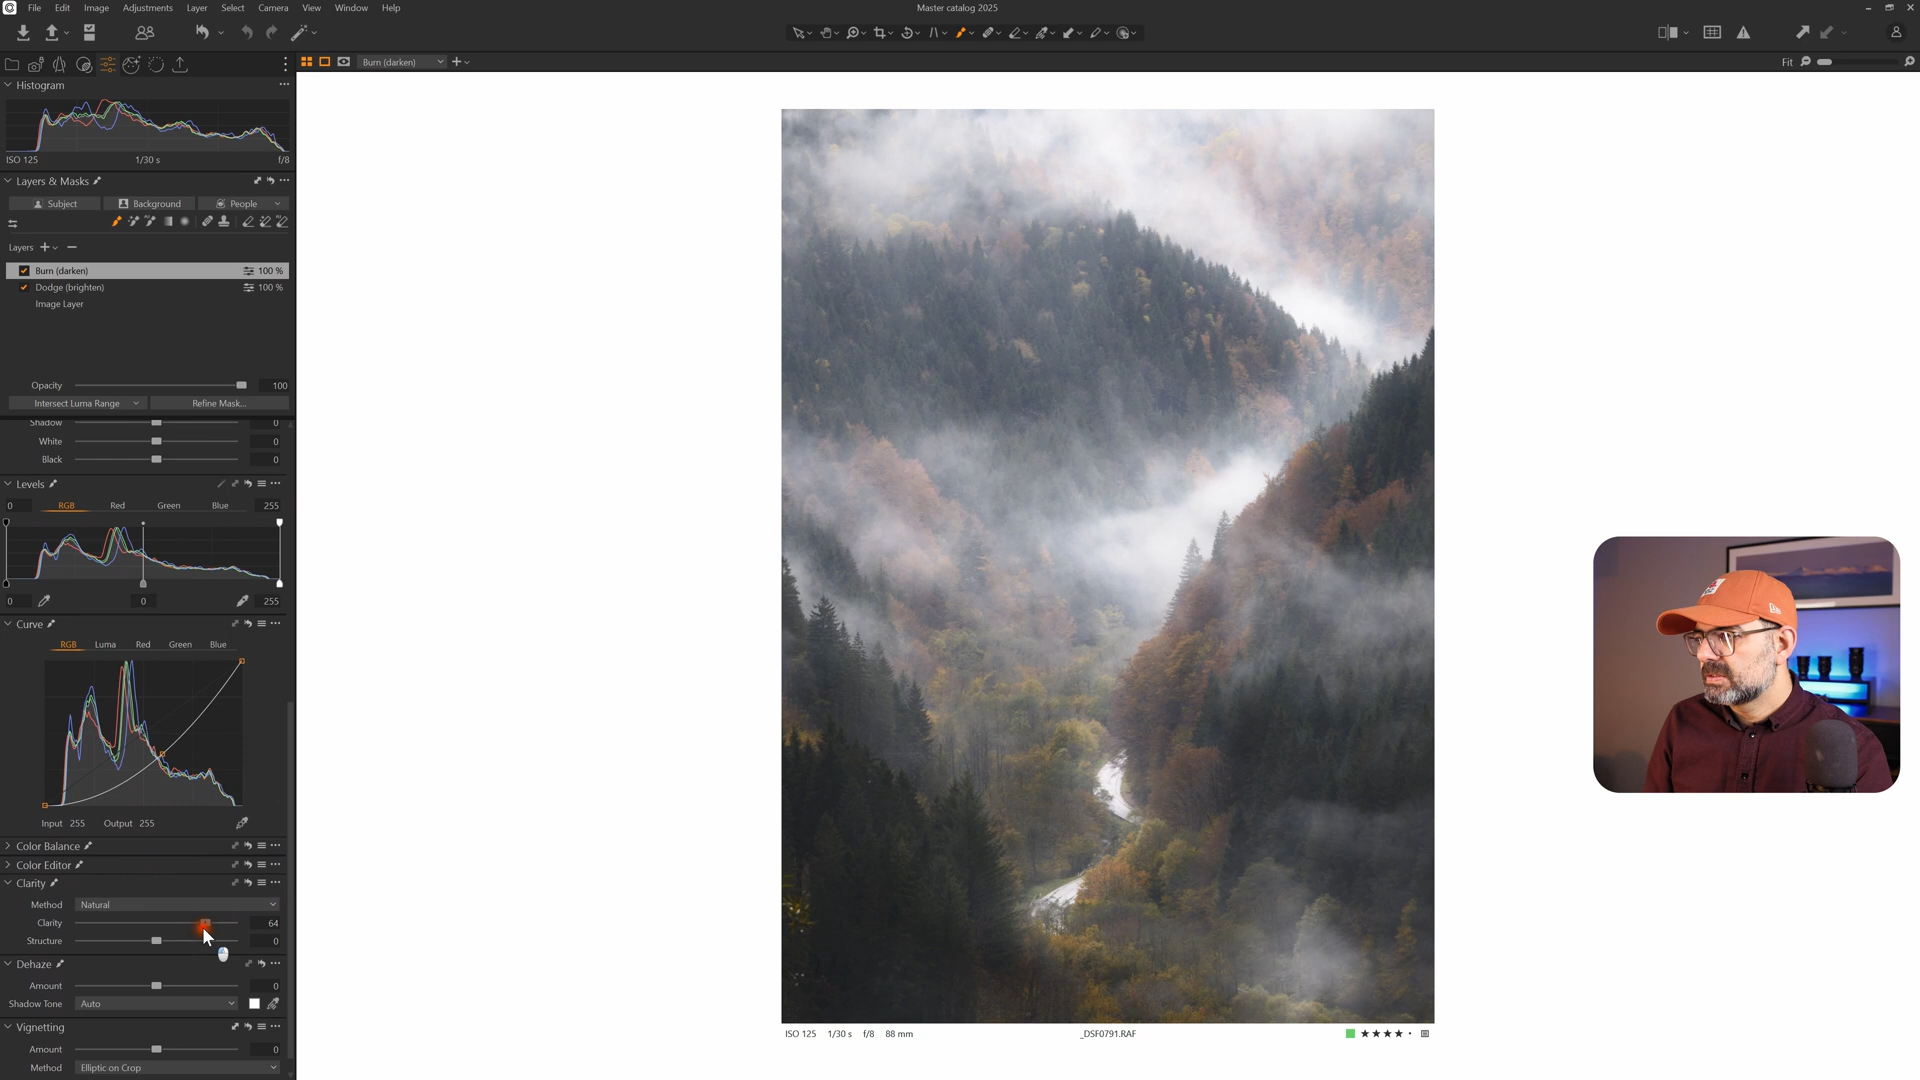 File Edit Image Adjustments Layer Select Camera View Window Help
Master catalog 2025
Burn (darken)
Fit
Histogram
ISO 125 1/30 s f/8
Layers & Masks
Subject Background People
Layers
Burn (darken) 100 %
Dodge (brighten) 100 %
Image Layer
Opacity 100
Intersect Luma Range Refine Mask...
Shadow 0
White 0
Black 0
Levels
0 RGB Red Green Blue 255
0 0 255
Curve
RGB Luma Red Green Blue
Input 255 Output 255
Color Balance
Color Editor
Clarity
Method Natural
Clarity 64
Structure 0
Dehaze
Amount 0
Shadow Tone Auto
Vignetting
Amount 0
Method Elliptic on Crop
ISO 125 1/30 s f/8 88 mm
_DSF0791.RAF